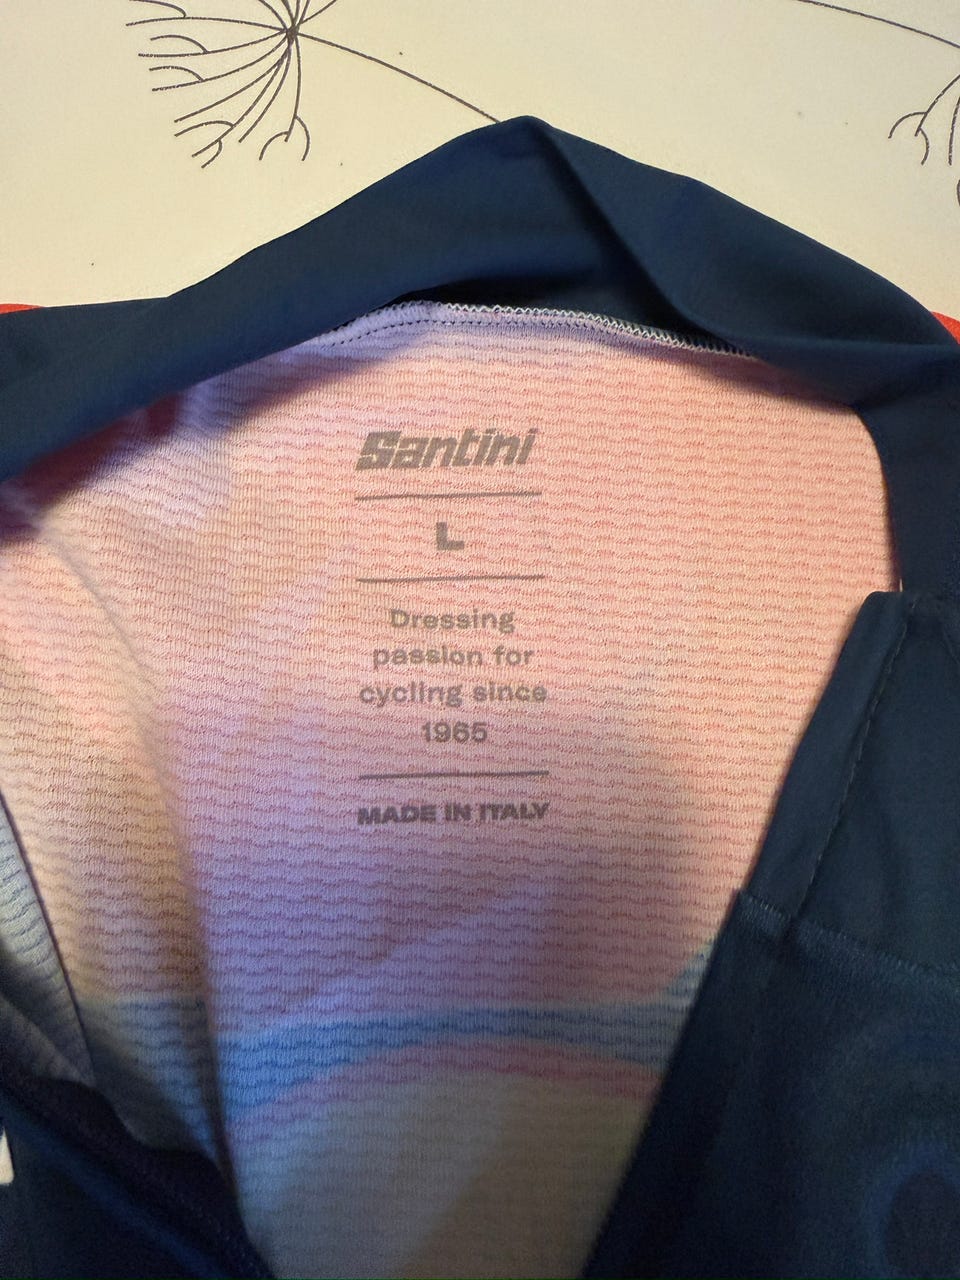 Santini
L
Dressing
passion for
cycling since
1965
MADE IN ITALY